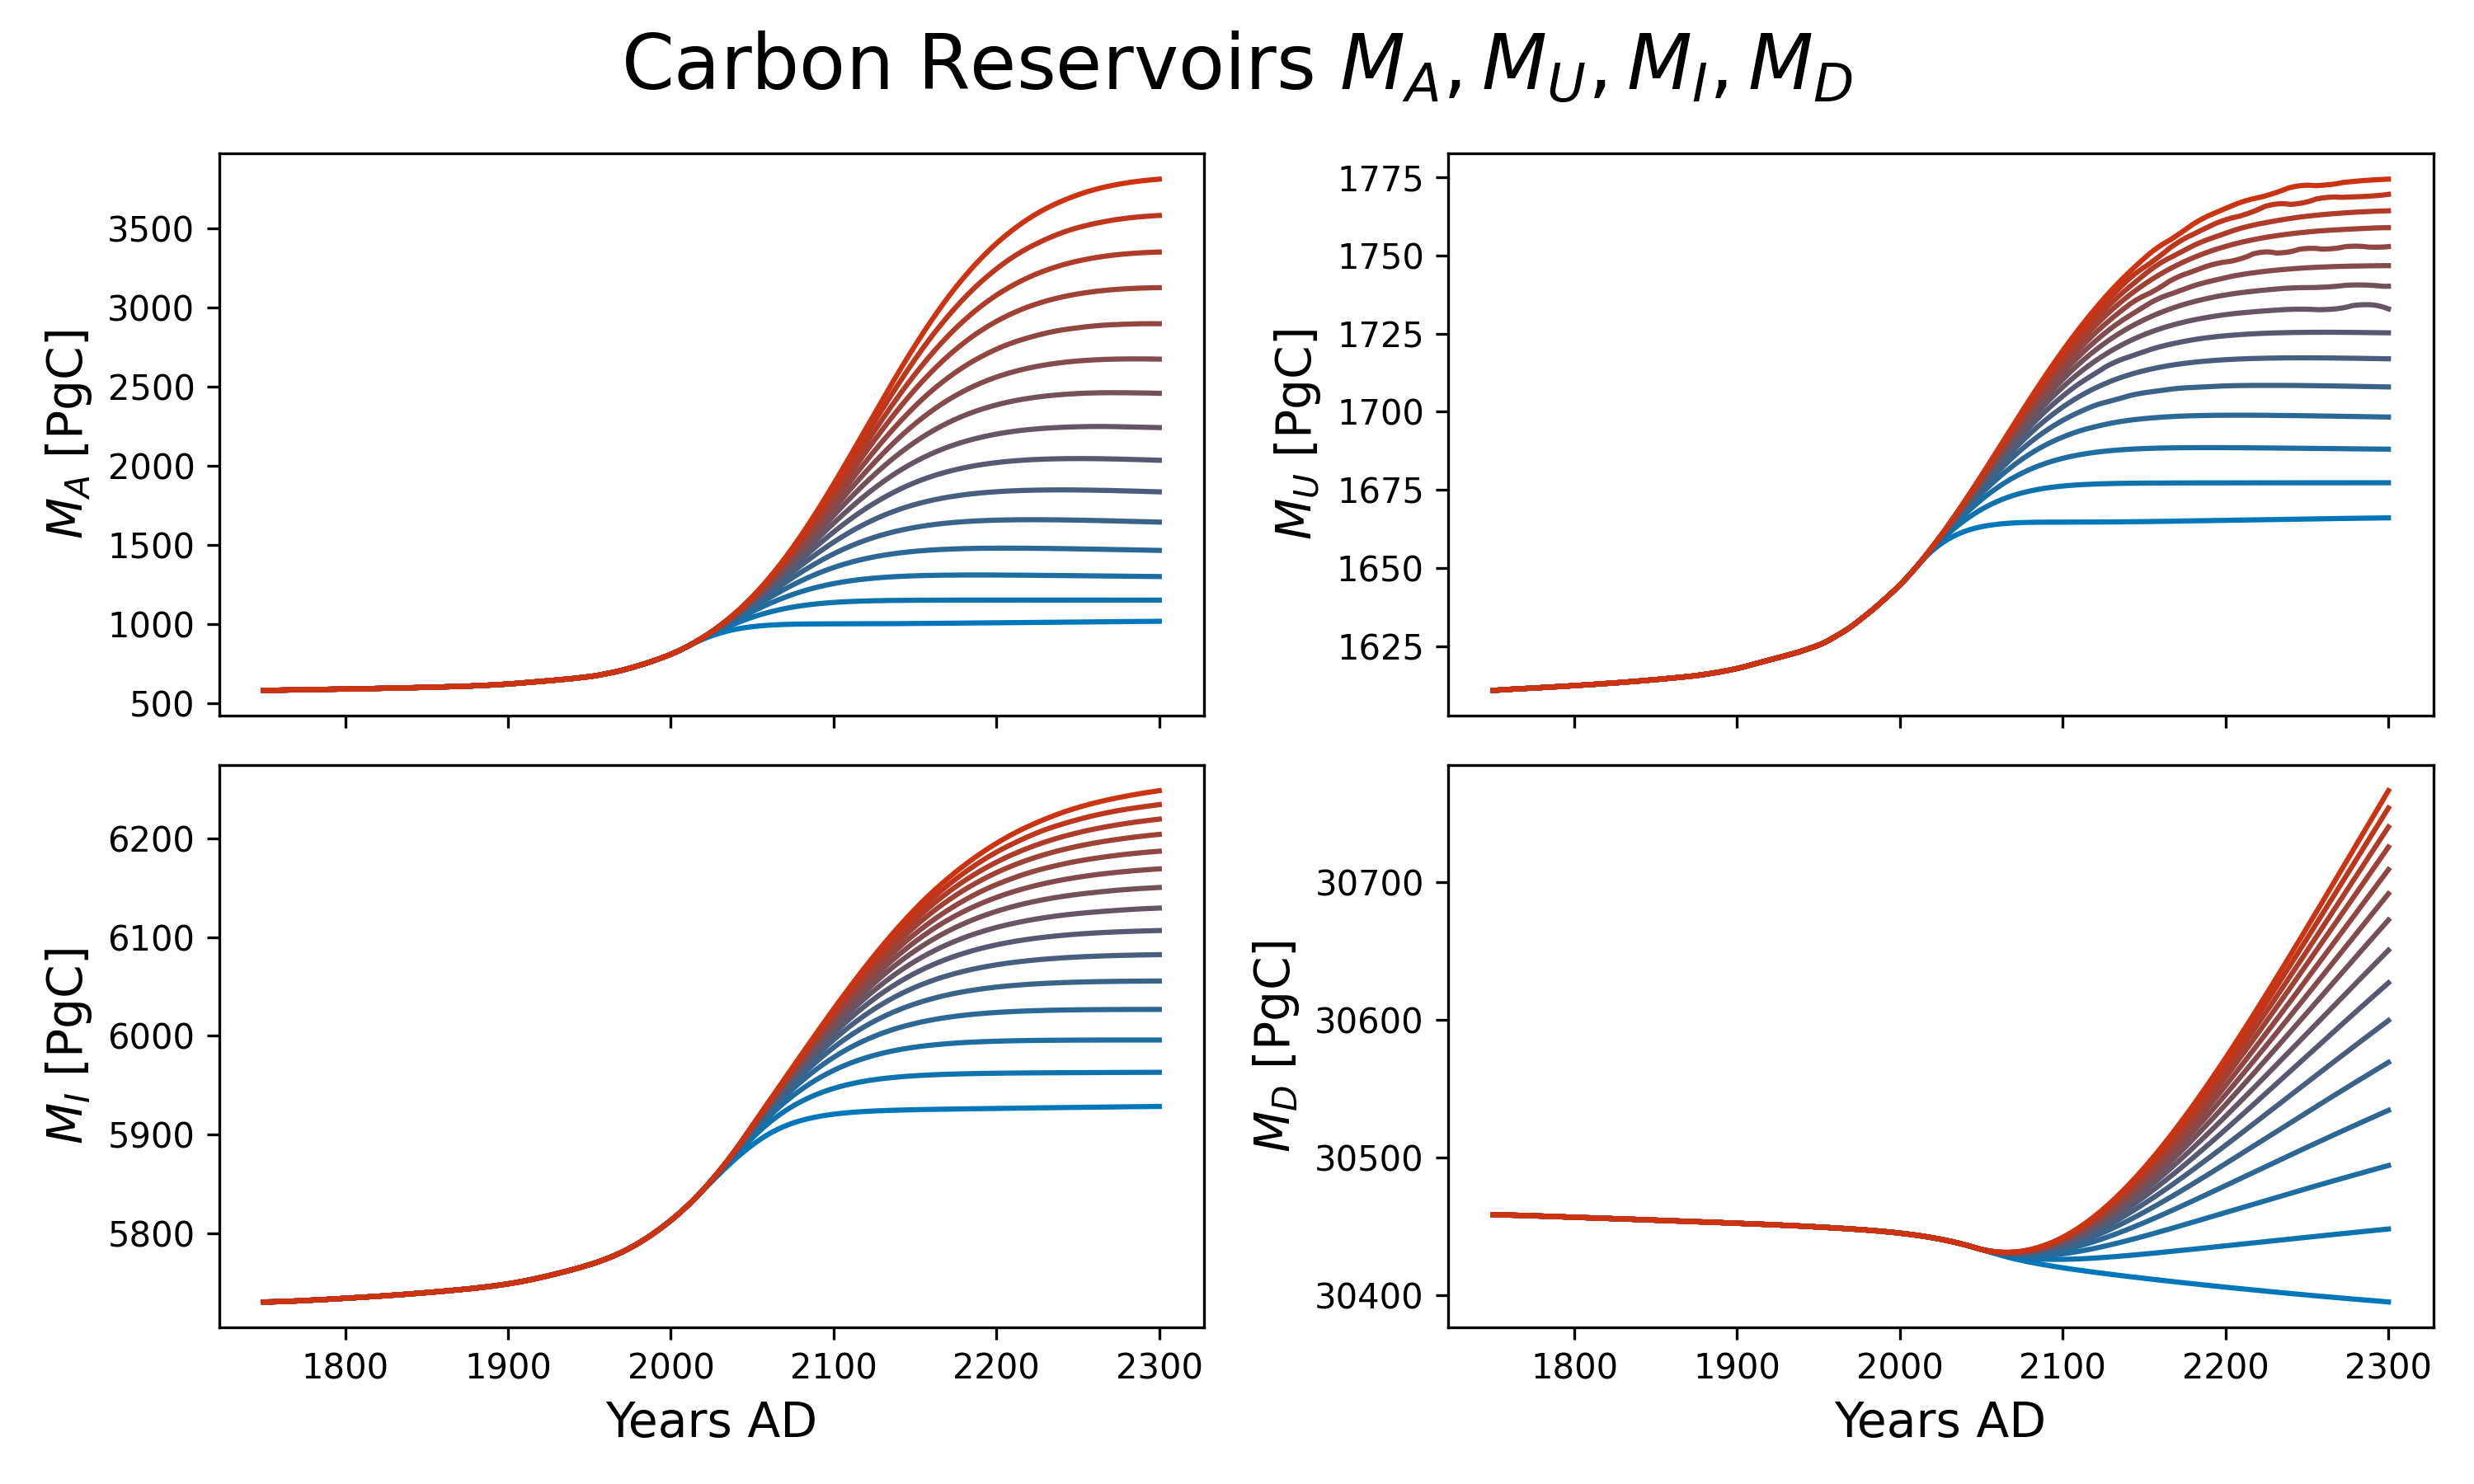 Carbon Reservoirs M_A, M_U, M_I, M_D
M_A [PgC]
3500
3000
2500
2000
1500
1000
500
M_U [PgC]
1775
1750
1725
1700
1675
1650
1625
M_I [PgC]
6200
6100
6000
5900
5800
1800 1900 2000 2100 2200 2300
Years AD
M_D [PgC]
30700
30600
30500
30400
1800 1900 2000 2100 2200 2300
Years AD